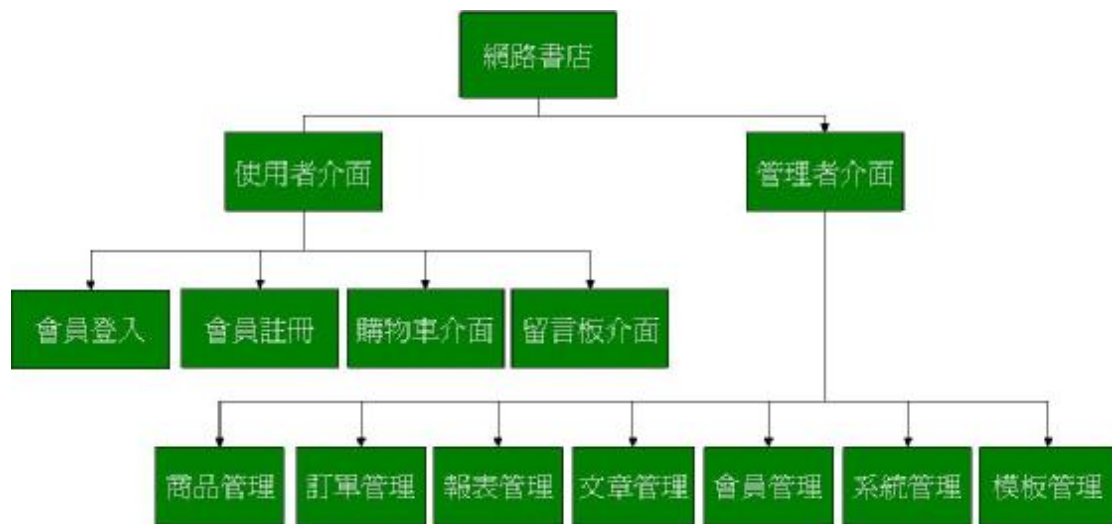 網路書店
使用者介面
管理者介面
會員登入
會員註冊
購物車介面
留言板介面
商品管理
訂單管理
報表管理
文章管理
會員管理
系統管理
模板管理